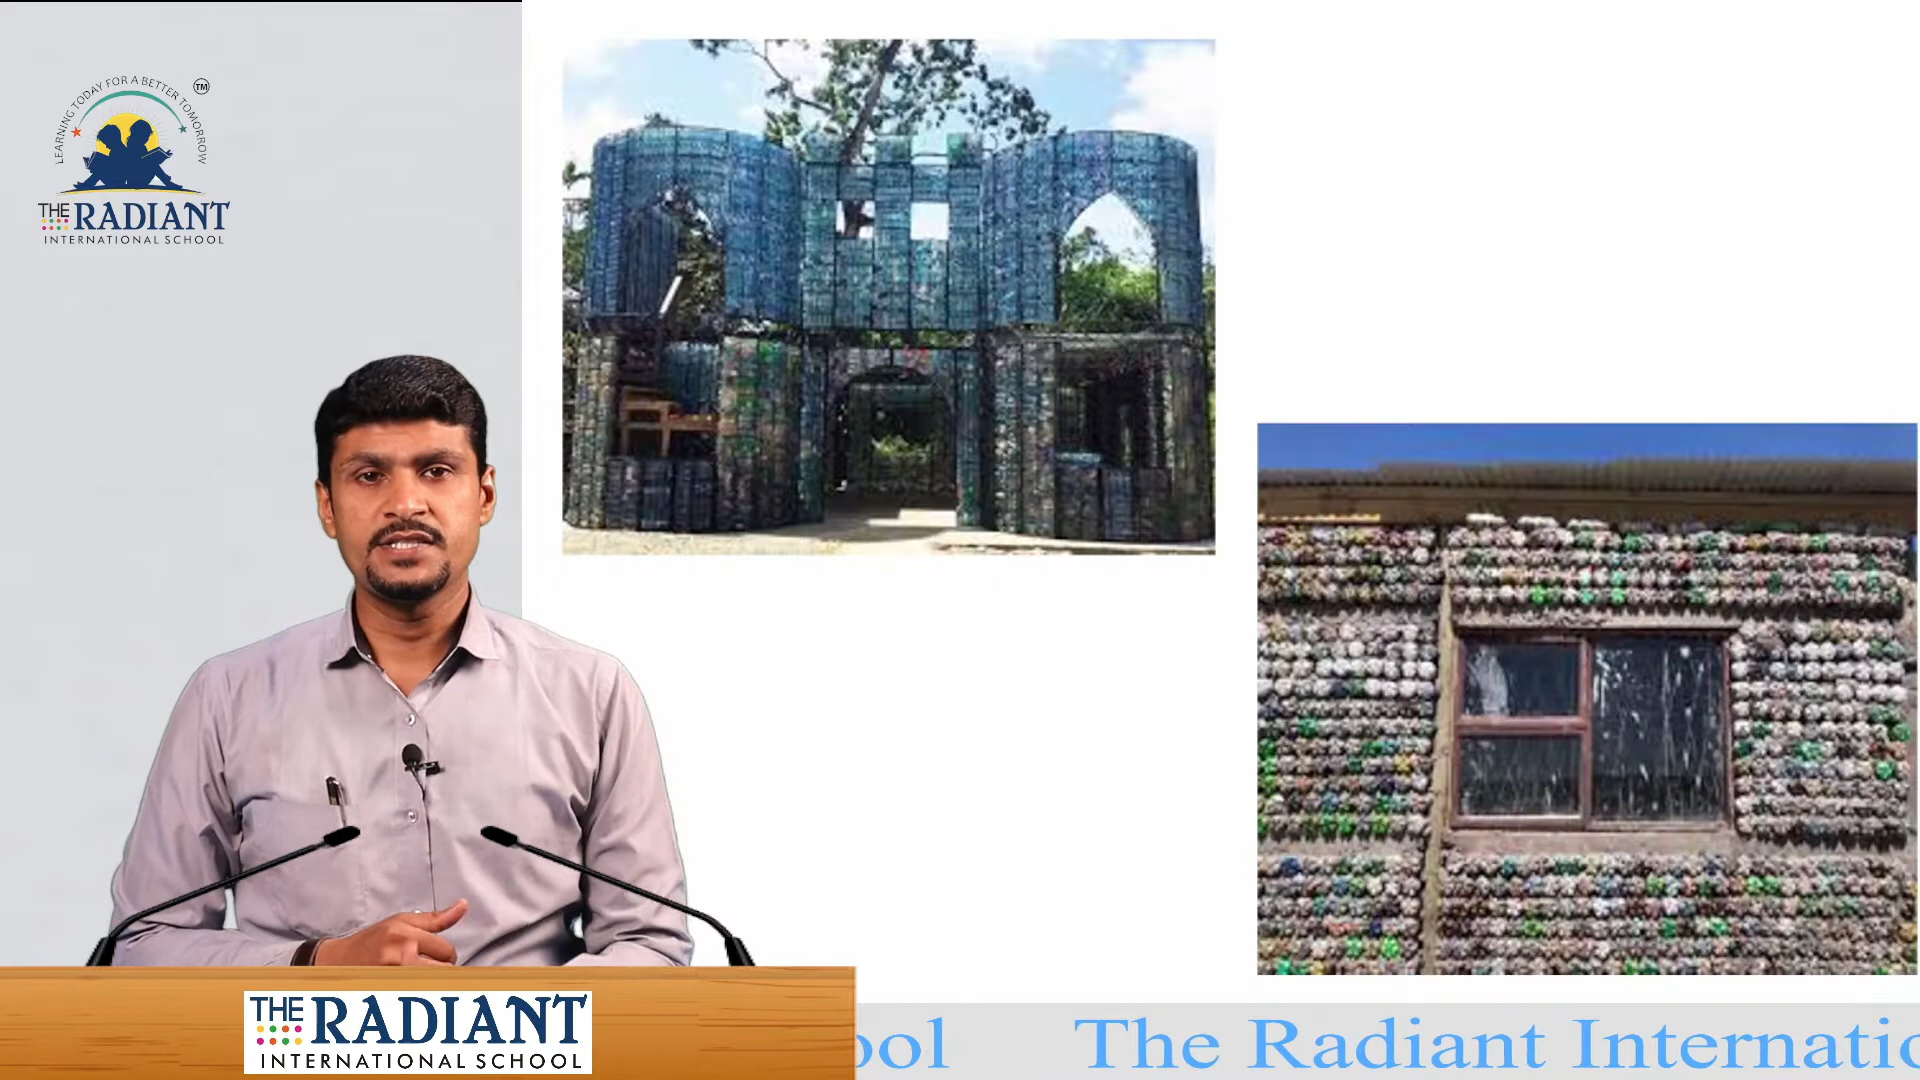 LEARNING TODAY FOR A BETTER TOMORROW
TM
THE RADIANT
INTERNATIONAL SCHOOL
THE RADIANT
INTERNATIONAL SCHOOL
ool The Radiant Internatio